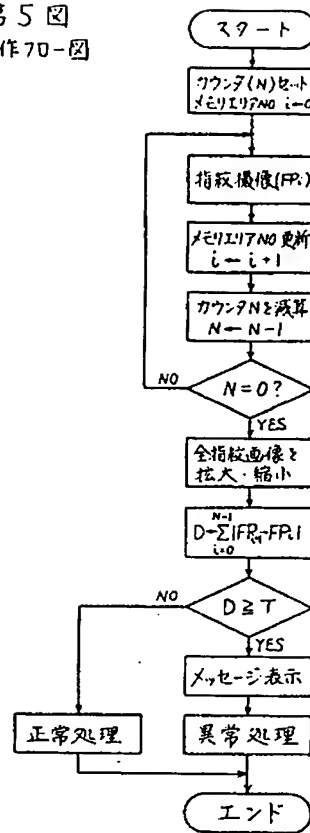 第5図
作フロー図
スタート
カウンタ(N)セット
メモリエリアNO i←0
指紋撮像(FPi)
メモリエリアNO更新
i ← i+1
カウンタNを減算
N ← N-1
NO
N=0?
YES
全指紋画像を
拡大・縮小
D←∑|FPi+1-FPi|
N-1
i=0
NO
D≧T
YES
メッセージ表示
正常処理
異常処理
エンド